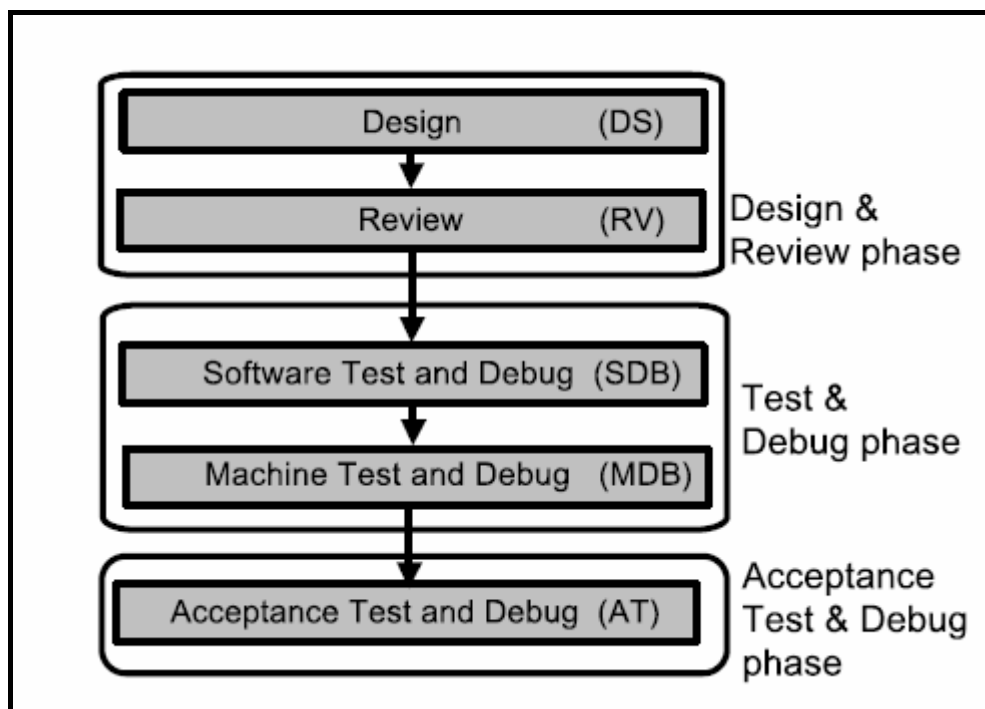 Design (DS)
Review (RV)
Design &
Review phase
Software Test and Debug (SDB)
Machine Test and Debug (MDB)
Test &
Debug phase
Acceptance Test and Debug (AT)
Acceptance
Test & Debug
phase